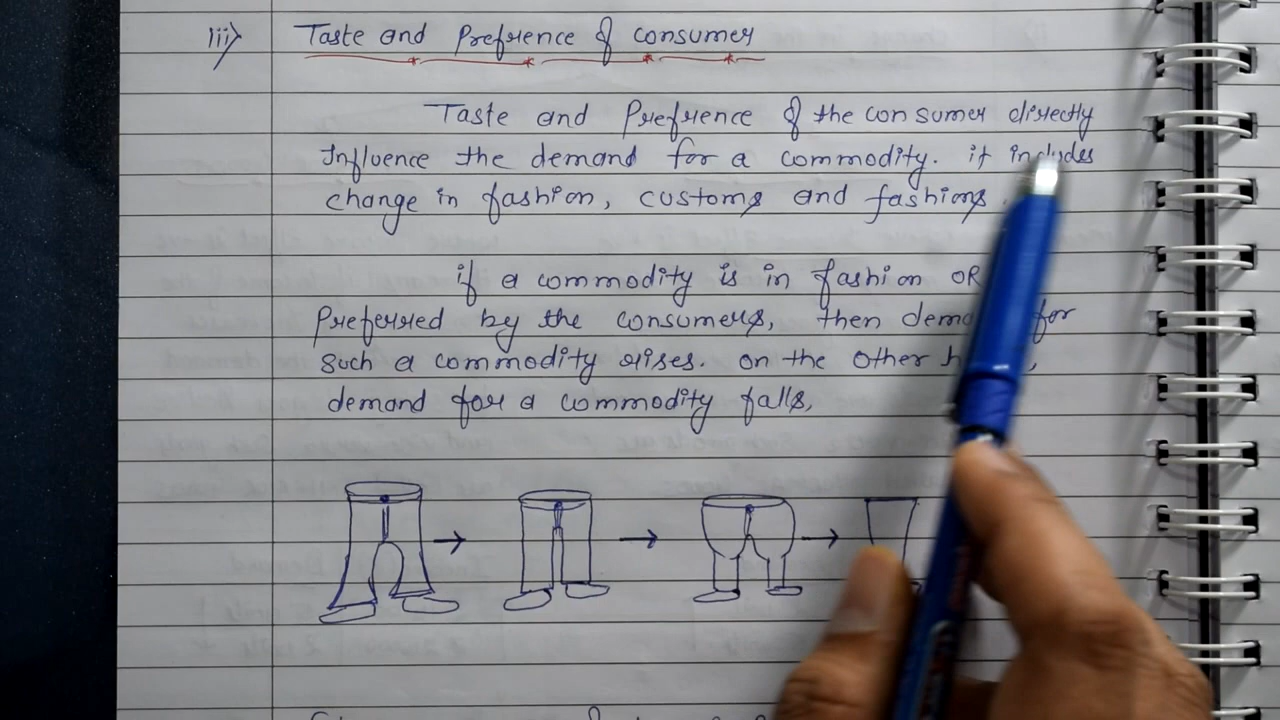 iii) Taste and Prefrence of consumer
Taste and Prefrence of the consumer directly
Influence the demand for a commodity. it includes
change in fashion, customs and fashions.
if a commodity is in fashion OR
Preferred by the consumers, then for
Such a commodity rises. on the other
demand for a commodity falls,